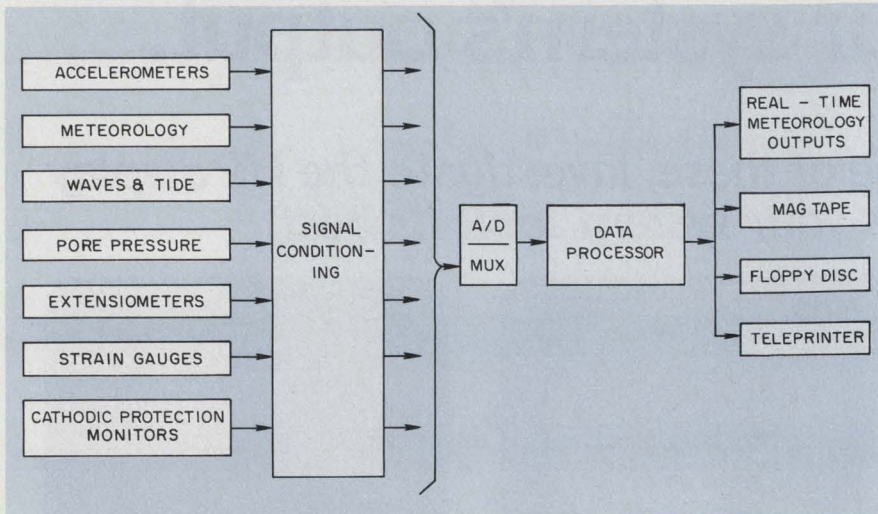 ACCELEROMETERS
METEOROLOGY
WAVES & TIDE
PORE PRESSURE
EXTENSIOMETERS
STRAIN GAUGES
CATHODIC PROTECTION
MONITORS
SIGNAL
CONDITION-
ING
A/D
MUX
DATA
PROCESSOR
REAL - TIME
METEOROLOGY
OUTPUTS
MAG TAPE
FLOPPY DISC
TELEPRINTER